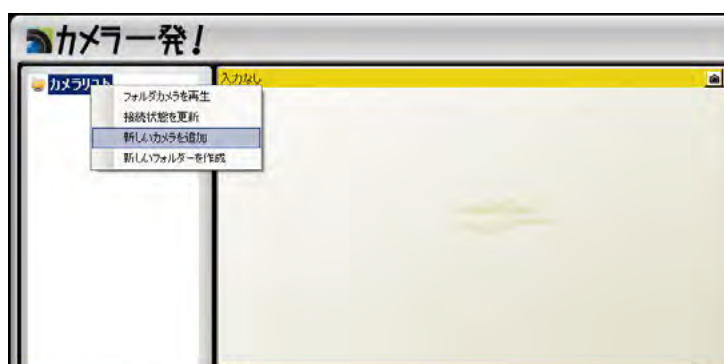 カメラ一発！
カメラリスト
入力なし
フォルダカメラを再生
接続状態を更新
新しいカメラを追加
新しいフォルダーを作成